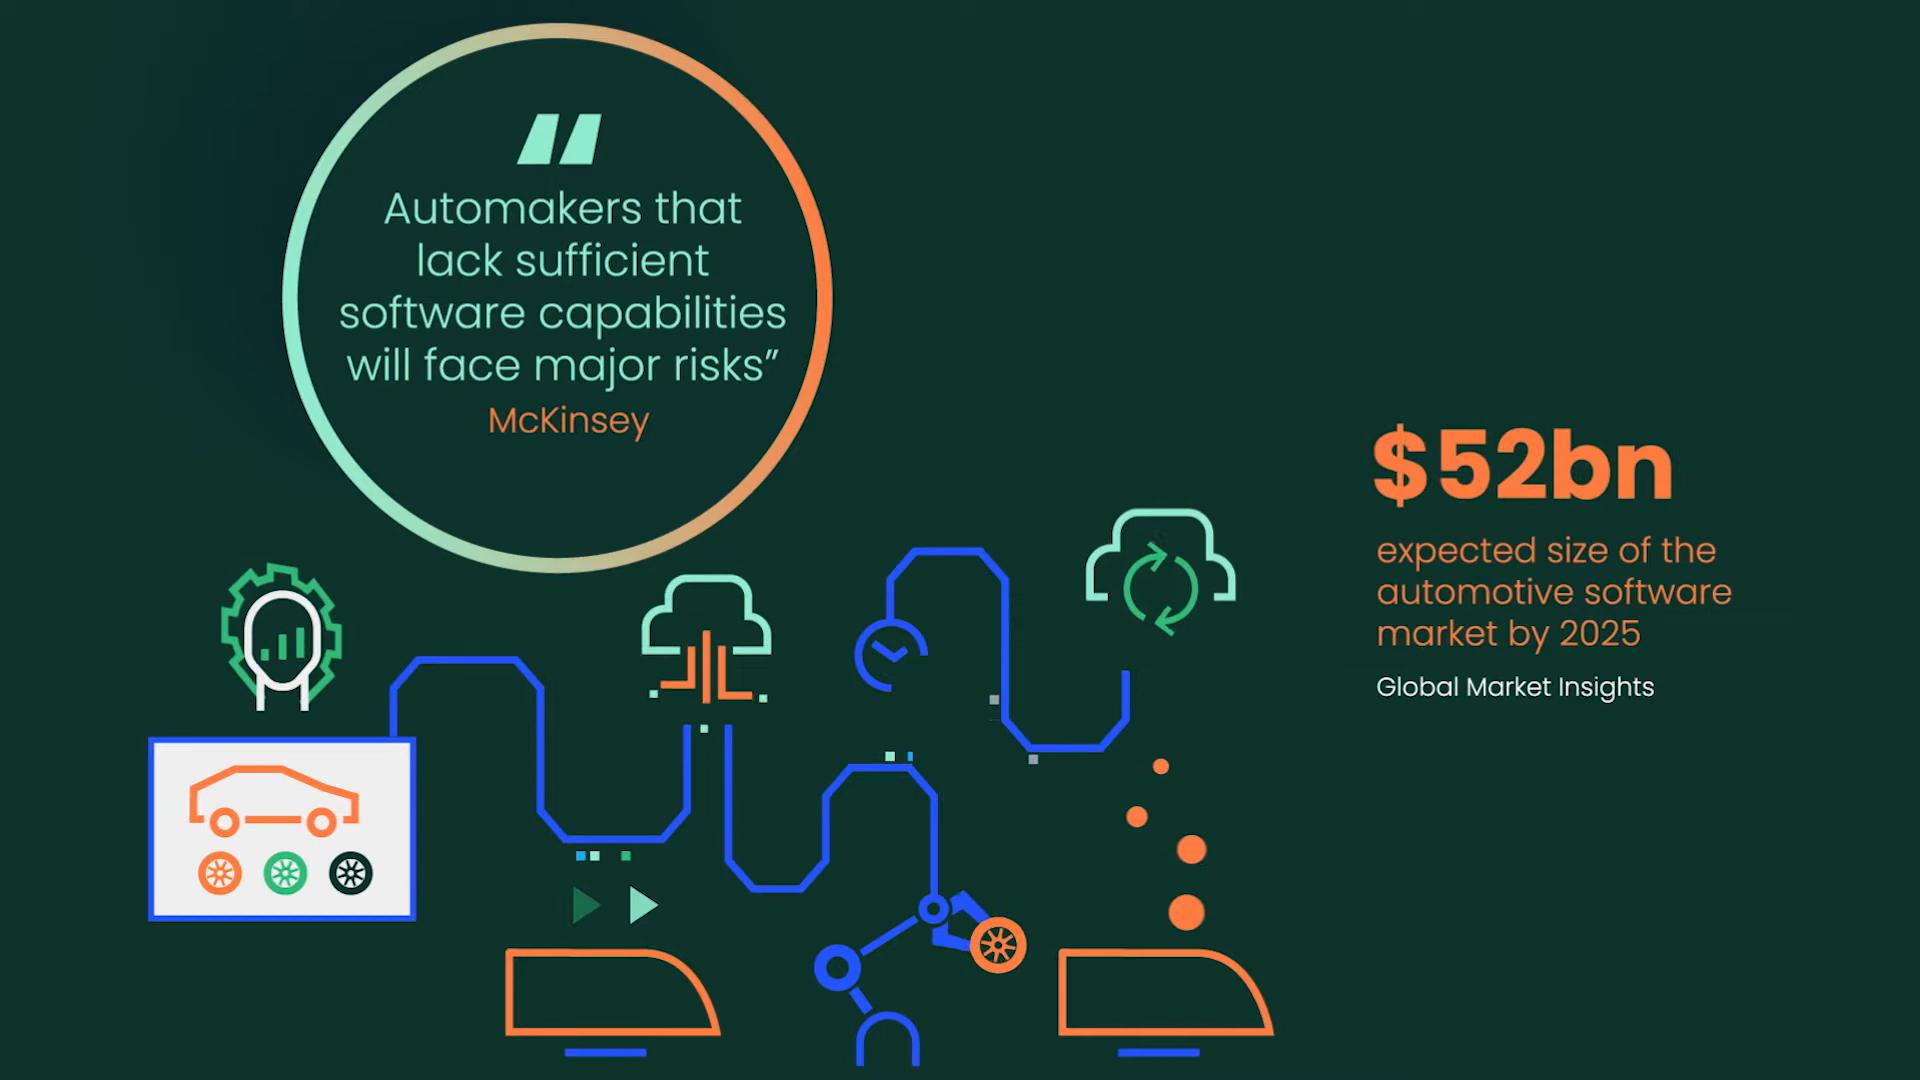 “
Automakers that
lack sufficient
software capabilities
will face major risks”
McKinsey
$52bn
expected size of the
automotive software
market by 2025
Global Market Insights